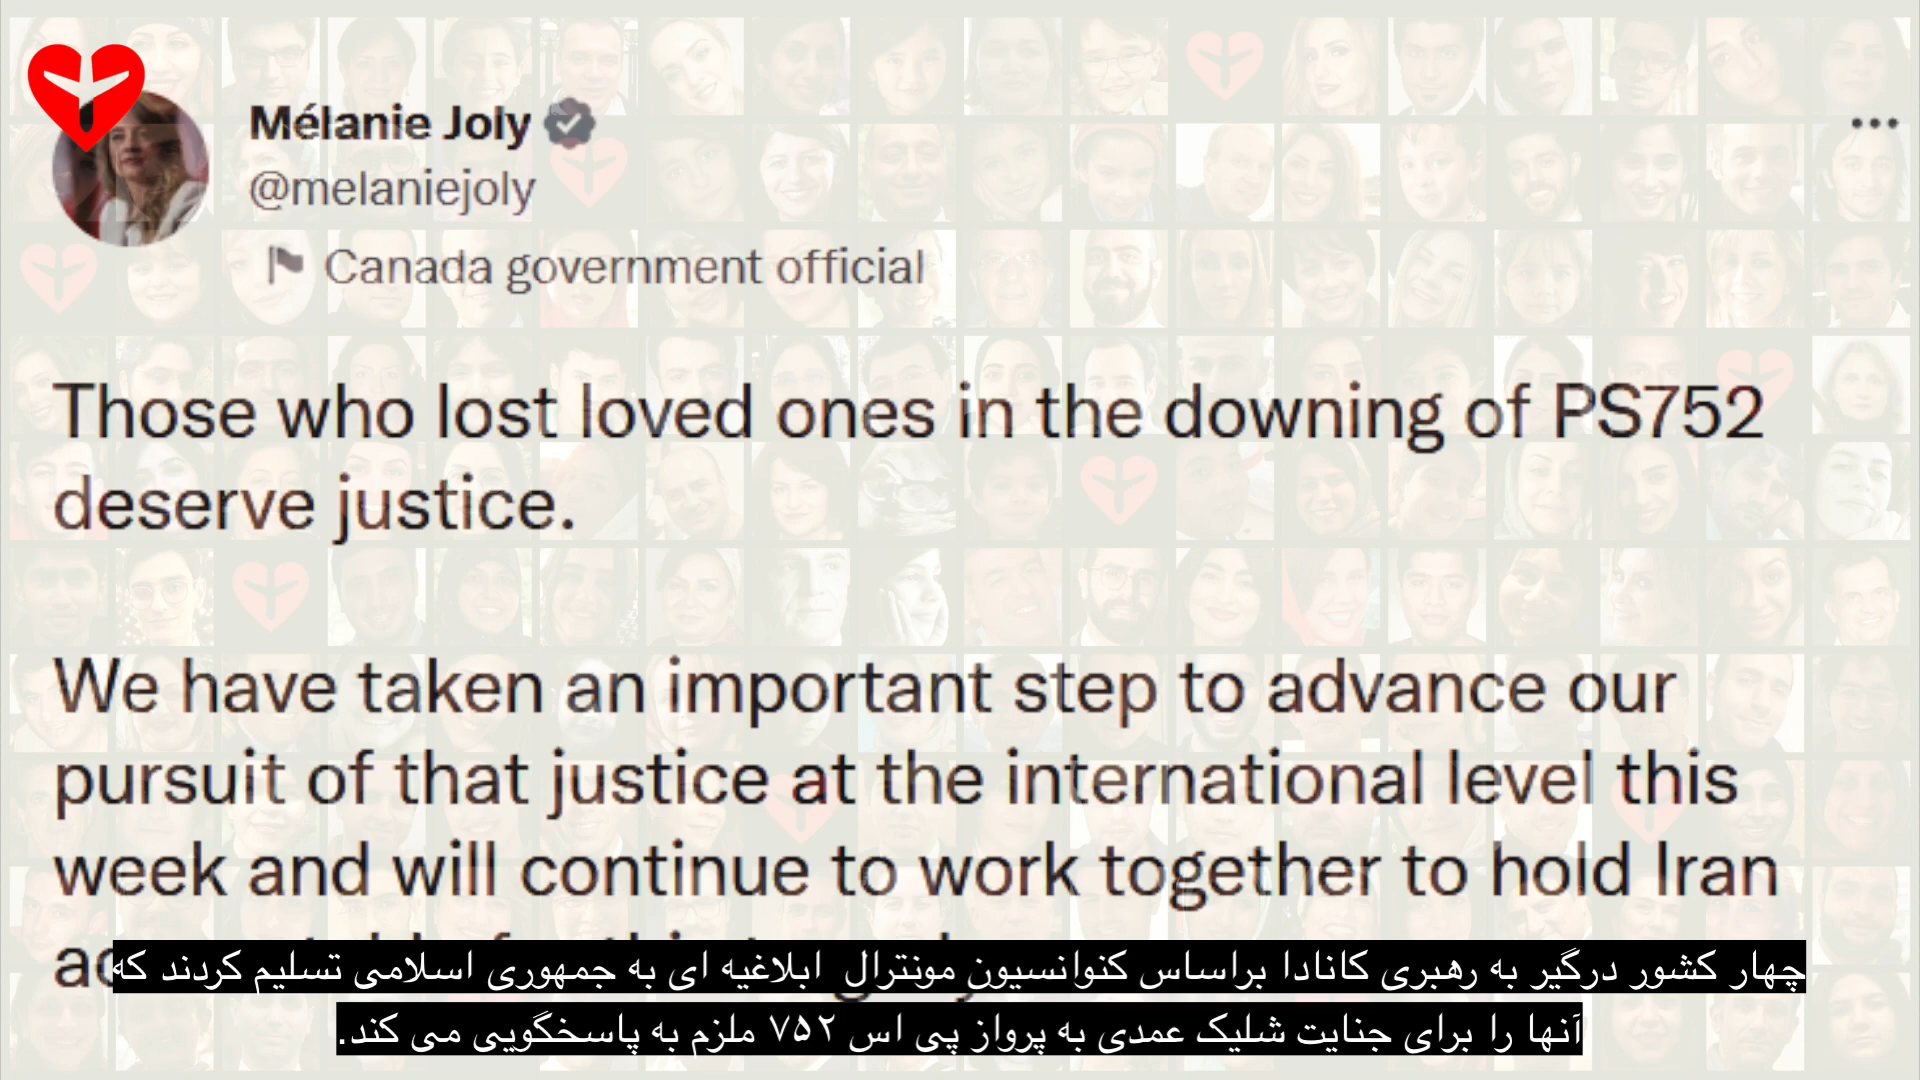 Mélanie Joly
@melaniejoly
Canada government official
Those who lost loved ones in the downing of PS752
deserve justice.
We have taken an important step to advance our
pursuit of that justice at the international level this
week and will continue to work together to hold Iran
چهار کشور درگیر به رهبری کانادا براساس کنوانسیون مونترال ابلاغیه ای به جمهوری اسلامی تسلیم کردند که
آنها را برای جنایت شلیک عمدی به پرواز پی اس ۷۵۲ ملزم به پاسخگویی می کند.